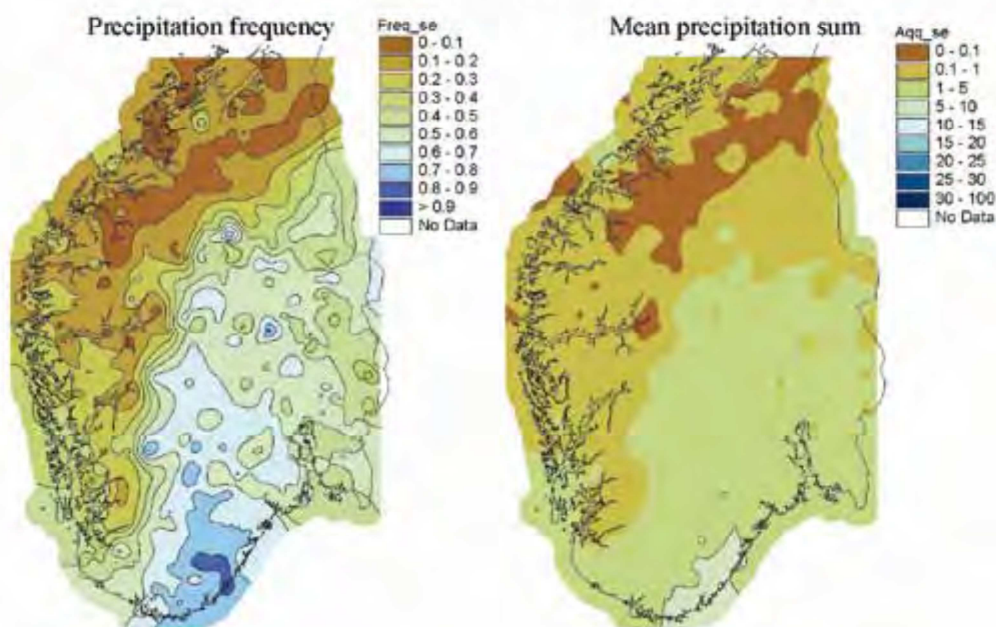 Precipitation frequency
Freq_se
0 - 0.1
0.1 - 0.2
0.2 - 0.3
0.3 - 0.4
0.4 - 0.5
0.5 - 0.6
0.6 - 0.7
0.7 - 0.8
0.8 - 0.9
> 0.9
No Data
Mean precipitation sum
Aqq_se
0 - 0.1
0.1 - 1
1 - 5
5 - 10
10 - 15
15 - 20
20 - 25
25 - 30
30 - 100
No Data